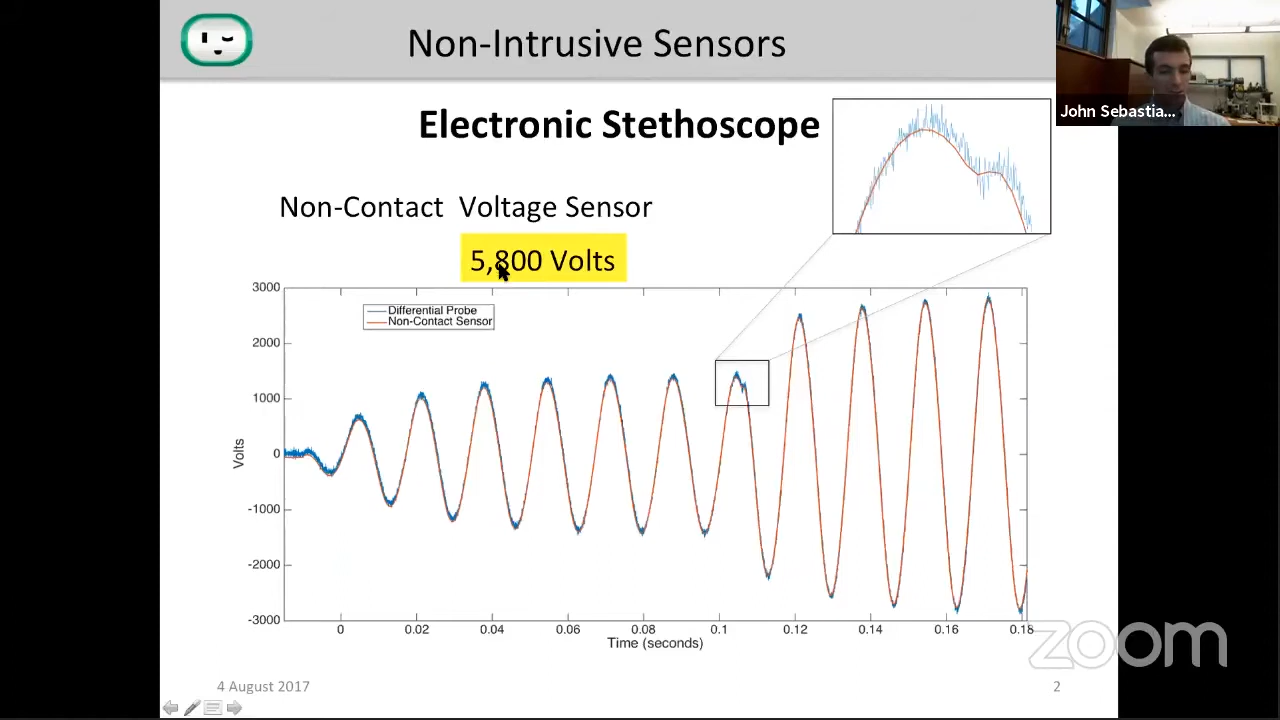 Non-Intrusive Sensors
John Sebastia...
Electronic Stethoscope
Non-Contact Voltage Sensor
5,800 Volts
Differential Probe
Non-Contact Sensor
3000
2000
1000
0
-1000
-2000
-3000
Volts
0 0.02 0.04 0.06 0.08 0.1 0.12 0.14 0.16 0.18
Time (seconds)
zoom
4 August 2017
2